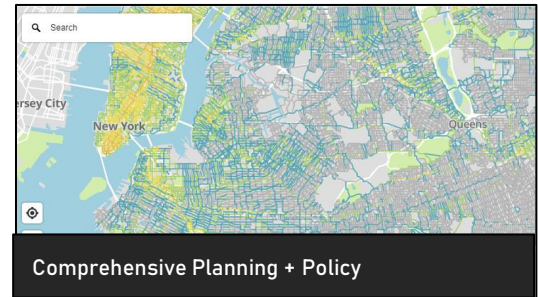 Search
ersey City
New York
Queens
Comprehensive Planning + Policy